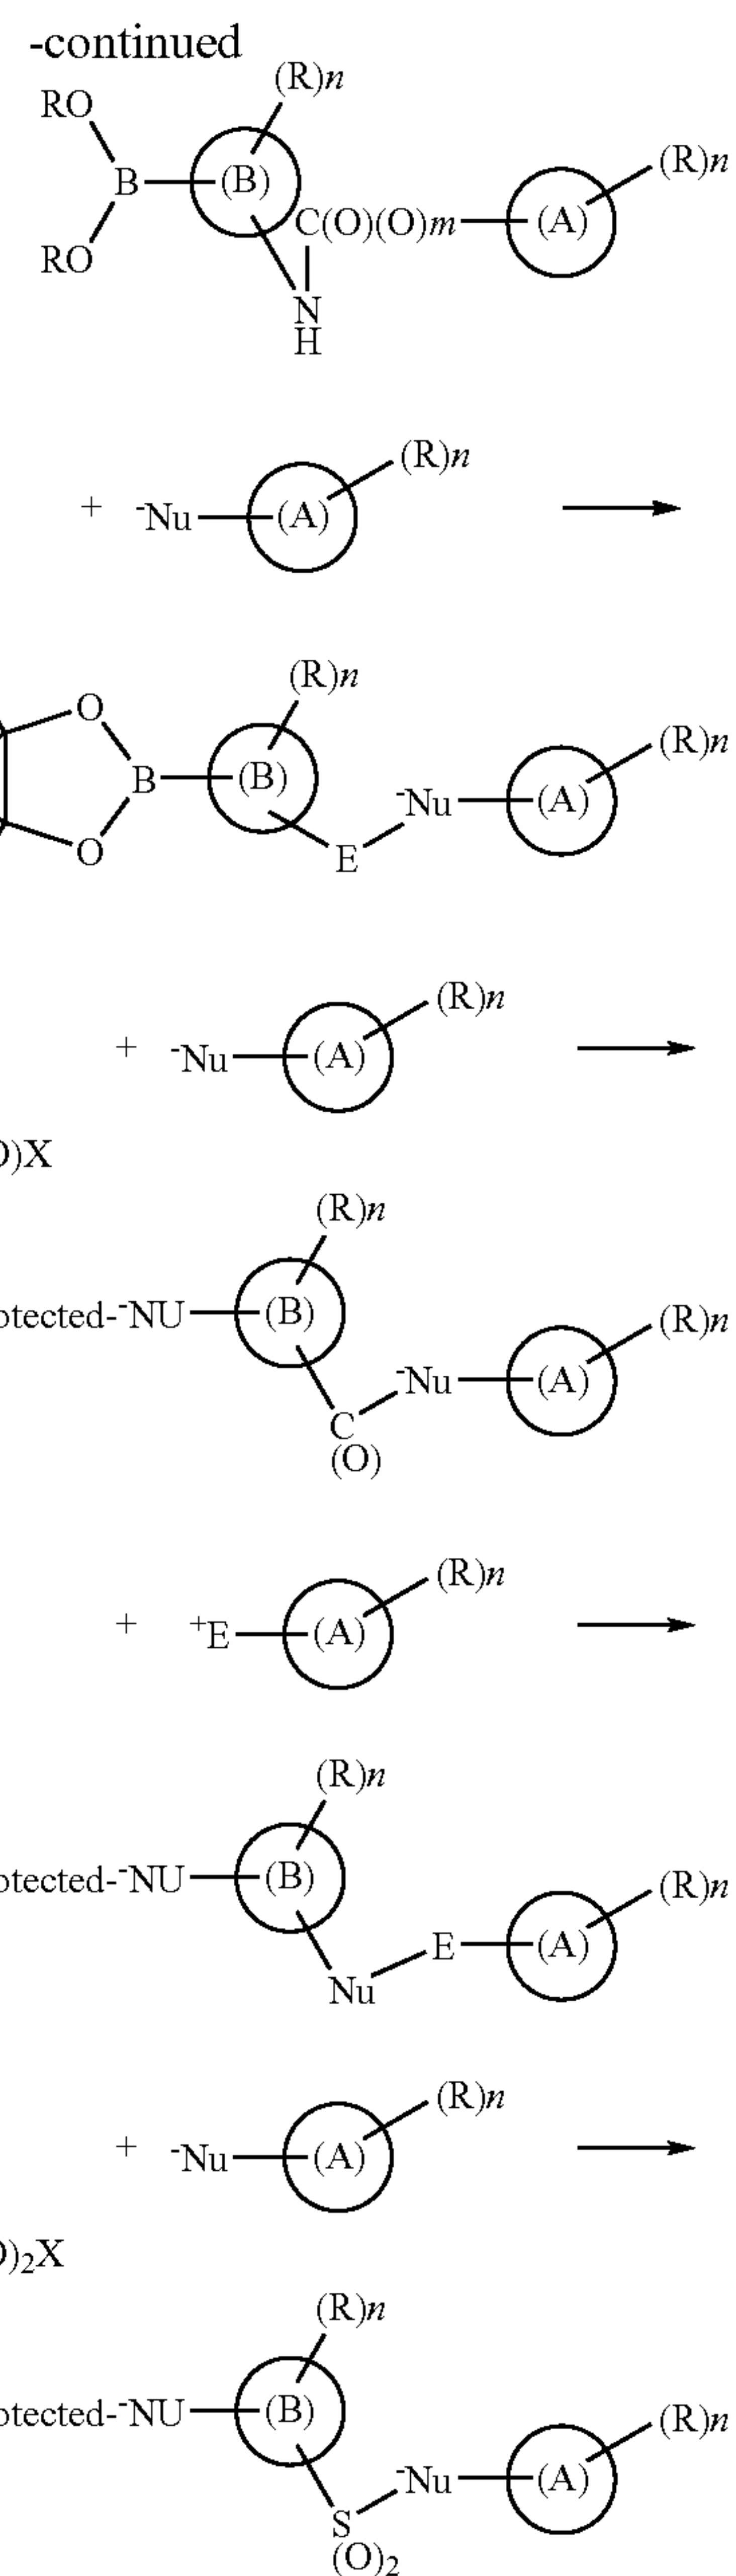 -continued
(R)n
RO
B
(B)
(R)n
C(O)(O)m
(A)
RO
N
H
(R)n
+ -Nu
(A)
(R)n
O
(R)n
B
(B)
-Nu
(A)
O
E
(R)n
+ -Nu
(A)
O)X
(R)n
otected--NU
(B)
(R)n
-Nu
(A)
C
(O)
(R)n
+ +E
(A)
(R)n
otected--NU
(B)
(R)n
E
(A)
Nu
(R)n
+ -Nu
(A)
O)2X
(R)n
otected--NU
(B)
(R)n
-Nu
(A)
S
(O)2